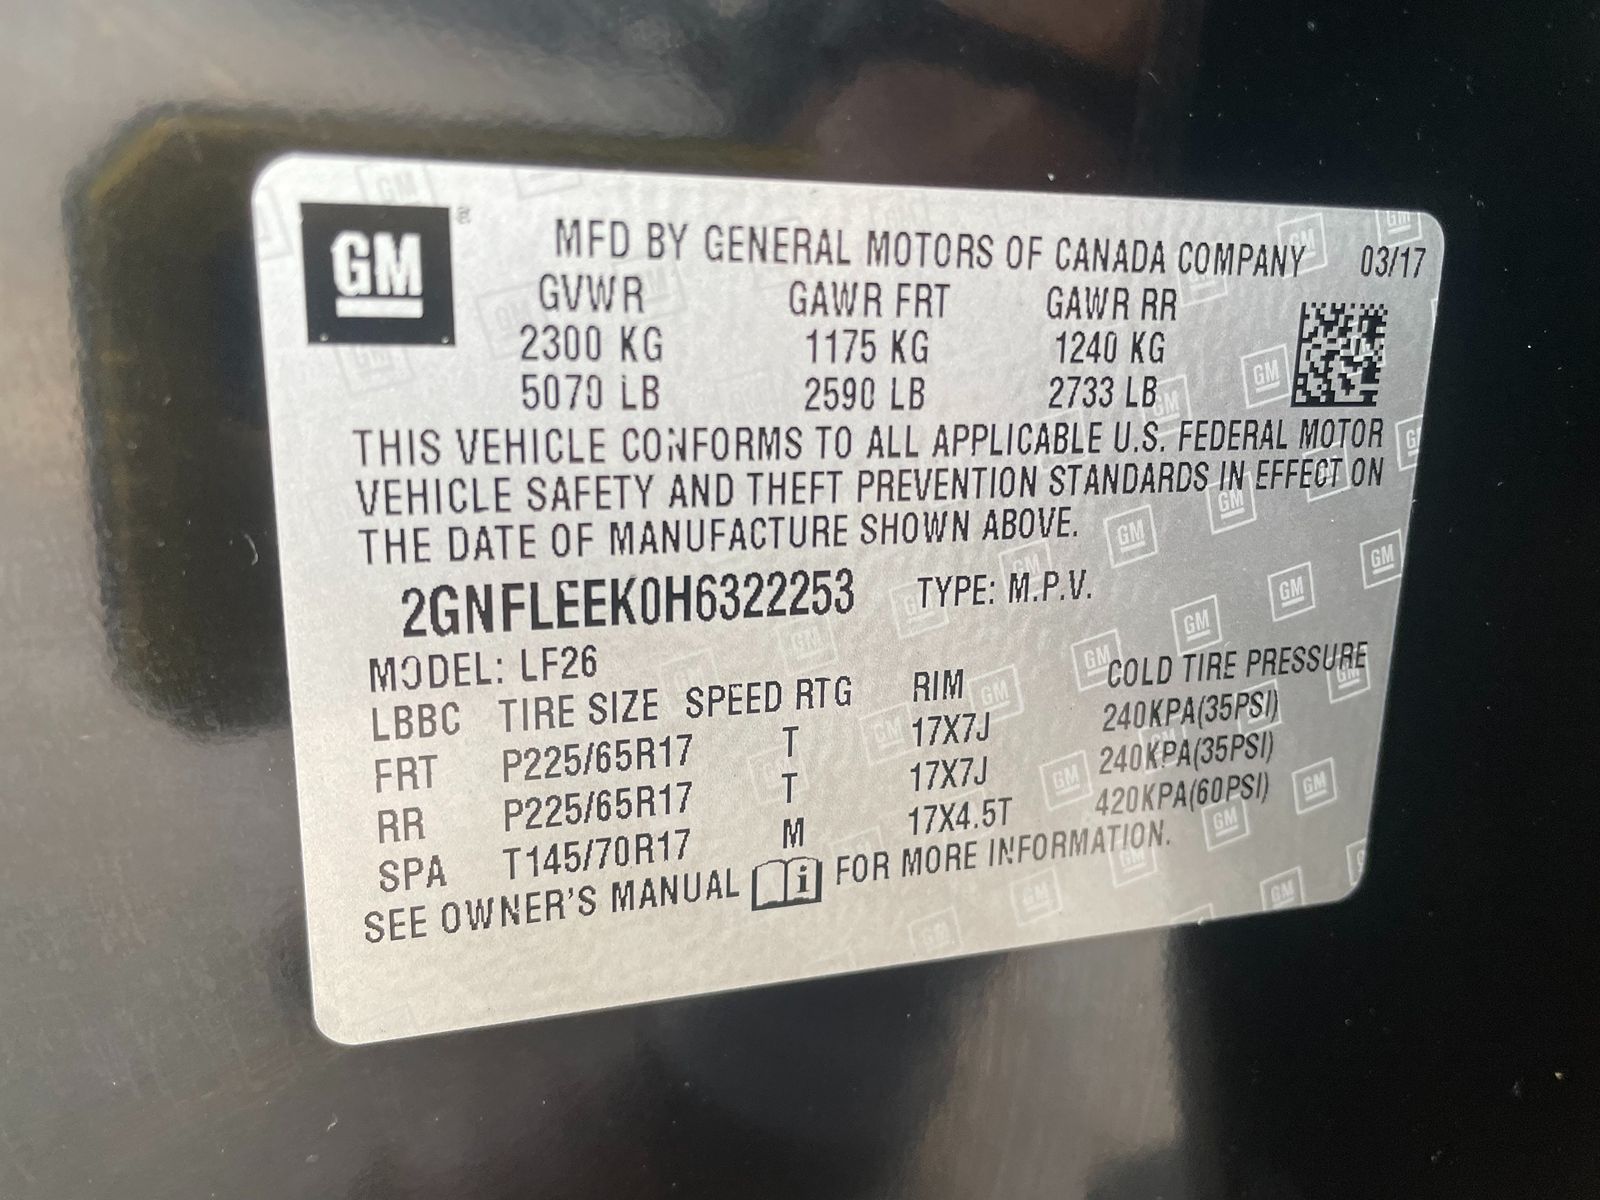 GM
MFD BY GENERAL MOTORS OF CANADA COMPANY 03/17
GVWR GAWR FRT GAWR RR
2300 KG 1175 KG 1240 KG
5070 LB 2590 LB 2733 LB
THIS VEHICLE CONFORMS TO ALL APPLICABLE U.S. FEDERAL MOTOR
VEHICLE SAFETY AND THEFT PREVENTION STANDARDS IN EFFECT ON
THE DATE OF MANUFACTURE SHOWN ABOVE.
2GNFLEEK0H6322253 TYPE: M.P.V.
MODEL: LF26
LBBC TIRE SIZE SPEED RTG RIM COLD TIRE PRESSURE
FRT P225/65R17 T 17X7J 240KPA(35PSI)
RR P225/65R17 T 17X7J 240KPA(35PSI)
SPA T145/70R17 M 17X4.5T 420KPA(60PSI)
SEE OWNER'S MANUAL i FOR MORE INFORMATION.